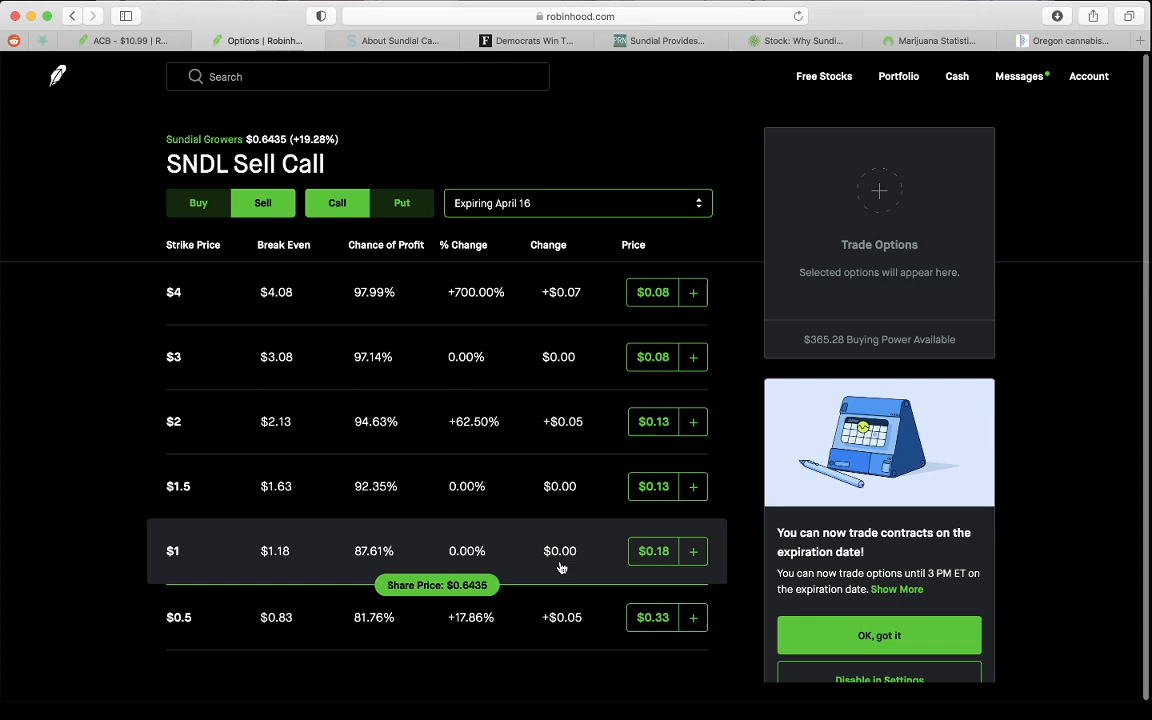 robinhood.com
ACB - $10.99 | R...
Options | Robinh...
About Sundial Ca...
Democrats Win T...
Sundial Provides...
Stock: Why Sundi...
Marijuana Statisti...
Oregon cannabis...
Search
Free Stocks
Portfolio
Cash
Messages
Account
Sundial Growers $0.6435 (+19.28%)
SNDL Sell Call
Buy
Sell
Call
Put
Expiring April 16
Strike Price Break Even Chance of Profit % Change Change Price
$4 $4.08 97.99% +700.00% +$0.07 $0.08 +
$3 $3.08 97.14% 0.00% $0.00 $0.08 +
$2 $2.13 94.63% +62.50% +$0.05 $0.13 +
$1.5 $1.63 92.35% 0.00% $0.00 $0.13 +
$1 $1.18 87.61% 0.00% $0.00 $0.18 +
Share Price: $0.6435
$0.5 $0.83 81.76% +17.86% +$0.05 $0.33 +
Trade Options
Selected options will appear here.
$365.28 Buying Power Available
You can now trade contracts on the
expiration date!
You can now trade options until 3 PM ET on
the expiration date. Show More
OK, got it
Disable in Settings